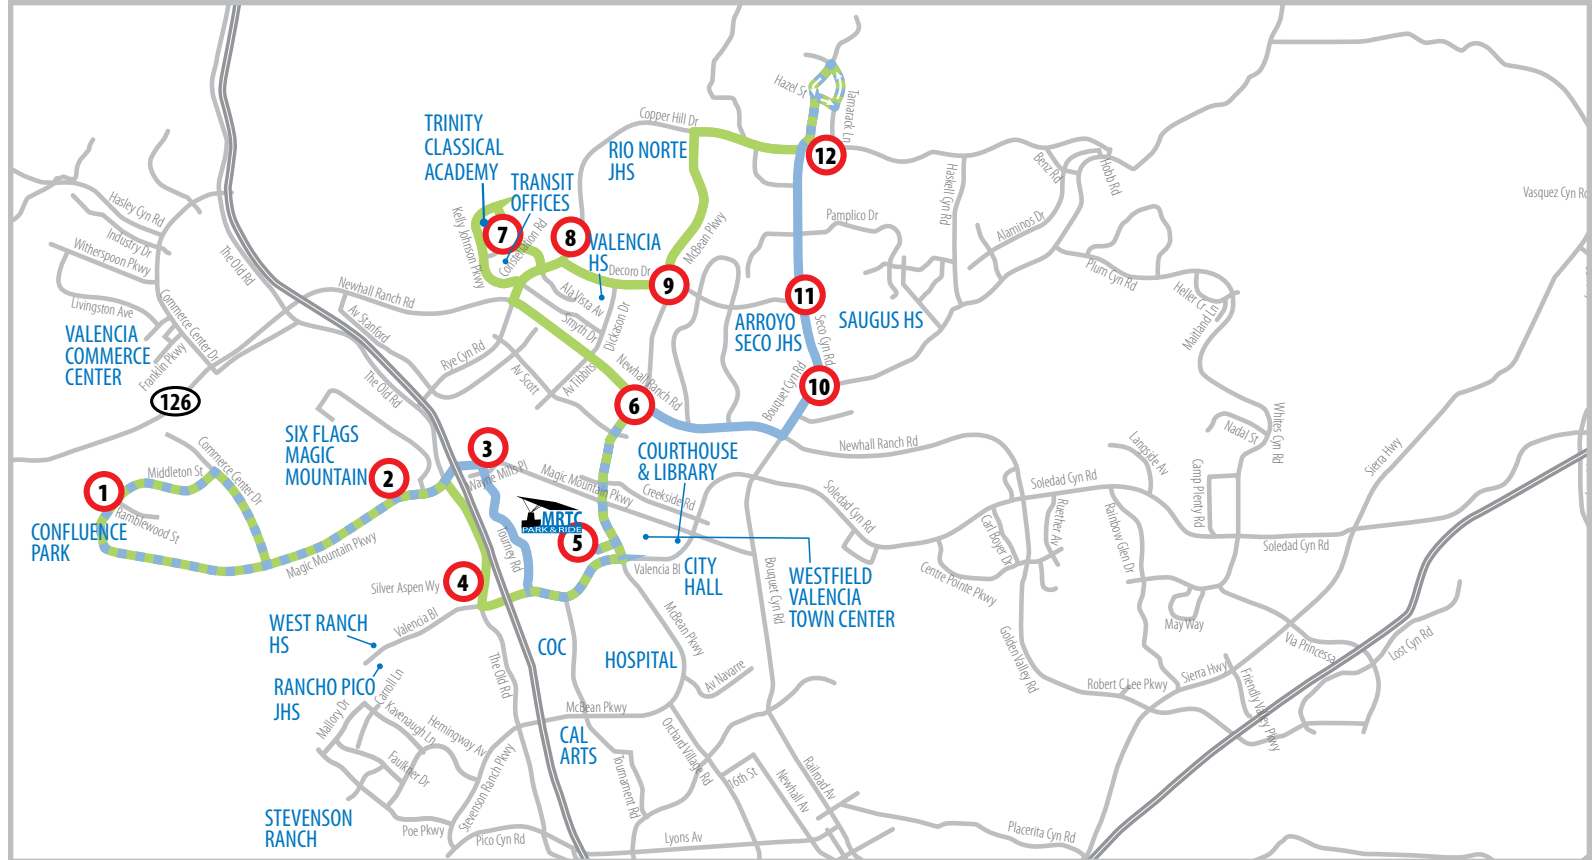 Hazel St
Tamarack Ln
Copper Hill Dr
TRINITY
CLASSICAL
ACADEMY
RIO NORTE
JHS
12
TRANSIT
OFFICES
Benz Rd
Hobb Rd
Haskell Cyn Rd
Vasquez Cyn Rd
Hasley Cyn Rd
Kelly Johnson Pkwy
7
8
Constellation Rd
VALENCIA
HS
McBean Pkwy
Pamplico Dr
Alaminos Dr
Industry Dr
Witherspoon Pkwy
The Old Rd
Decoro Dr
9
Plum Cyn Rd
Newhall Ranch Rd
Ala Vista Av
11
Heller Cr
Maitland Ln
Livingston Ave
Commerce Center Dr
Av Stanford
Smyth Dr
Dickason Dr
ARROYO
SECO JHS
SAUGUS HS
Seco Cyn Rd
VALENCIA
COMMERCE
CENTER
Franklin Pkwy
Rye Cyn Rd
Av Scott
Av Tibbits
Newhall Ranch Rd
Bouquet Cyn Rd
10
126
The Old Rd
6
SIX FLAGS
MAGIC
MOUNTAIN
3
COURTHOUSE
& LIBRARY
Newhall Ranch Rd
Langside Av
Nadal St
Whites Cyn Rd
Sierra Hwy
Commerce Center Dr
Middleton St
2
Wayne Mills Pl
Magic Mountain Pkwy
Creekside Rd
Soledad Cyn Rd
Soledad Cyn Rd
Camp Plenty Rd
1
Ramblewood St
CONFLUENCE
PARK
MRTC
PARK & RIDE
5
Tourney Rd
Carl Boyer Dr
Ruether Av
Rainbow Glen Dr
Soledad Cyn Rd
Magic Mountain Pkwy
Valencia Bl
CITY
HALL
Bouquet Cyn Rd
WESTFIELD
VALENCIA
TOWN CENTER
Centre Pointe Pkwy
Silver Aspen Wy
4
WEST RANCH
HS
Valencia Bl
McBean Pkwy
May Way
Via Princessa
Lost Cyn Rd
COC
HOSPITAL
The Old Rd
Golden Valley Rd
RANCHO PICO
JHS
Carroll Ln
Av Navarre
Robert C Lee Pkwy
Sierra Hwy
Friendly Valley Pkwy
Mallory Dr
Kavenaugh Ln
Hemingway Av
McBean Pkwy
CAL
ARTS
Orchard Village Rd
Faulkner Dr
Stevenson Ranch Pkwy
Tournament Rd
16th St
Newhall Av
Railroad Av
STEVENSON
RANCH
Poe Pkwy
Pico Cyn Rd
Lyons Av
Placerita Cyn Rd